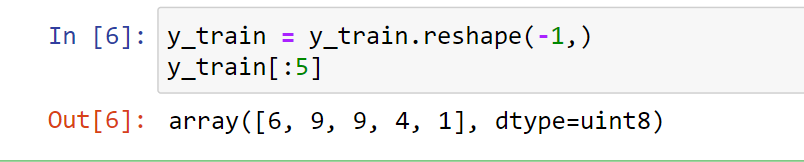 In [6]: y_train = y_train.reshape(-1,)
y_train[:5]
Out[6]: array([6, 9, 9, 4, 1], dtype=uint8)